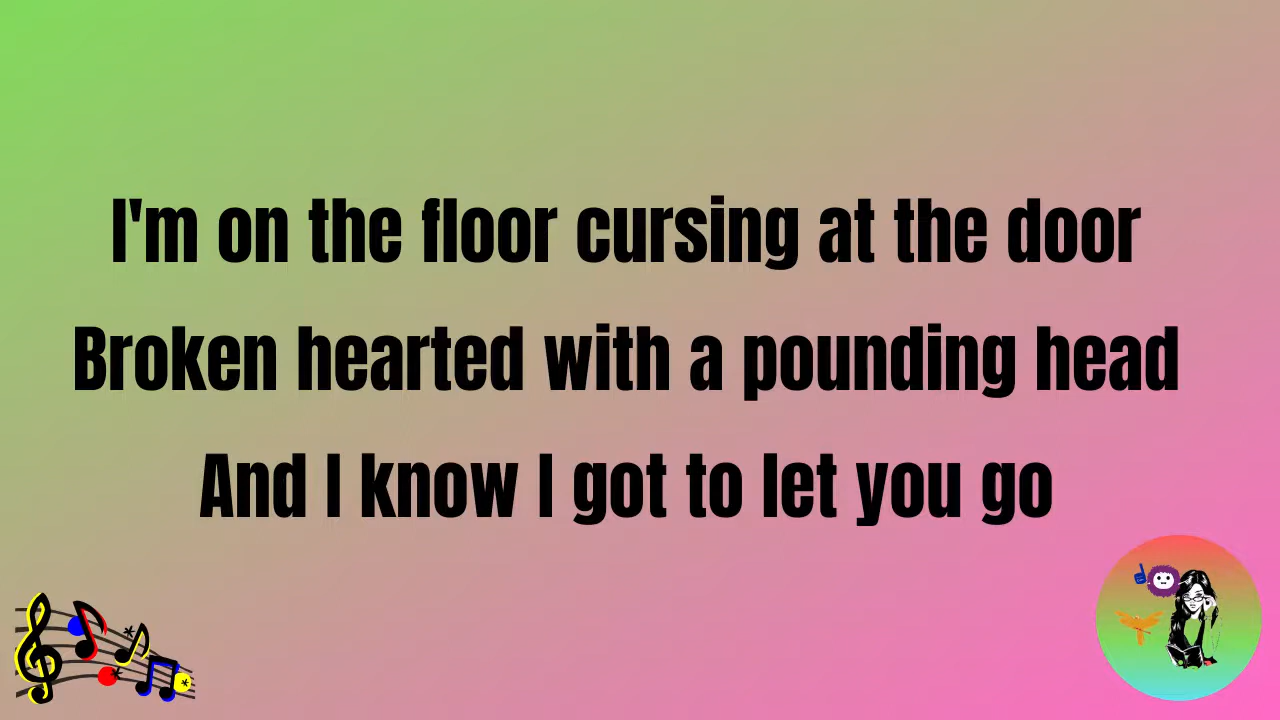 I'm on the floor cursing at the door
Broken hearted with a pounding head
And I know I got to let you go